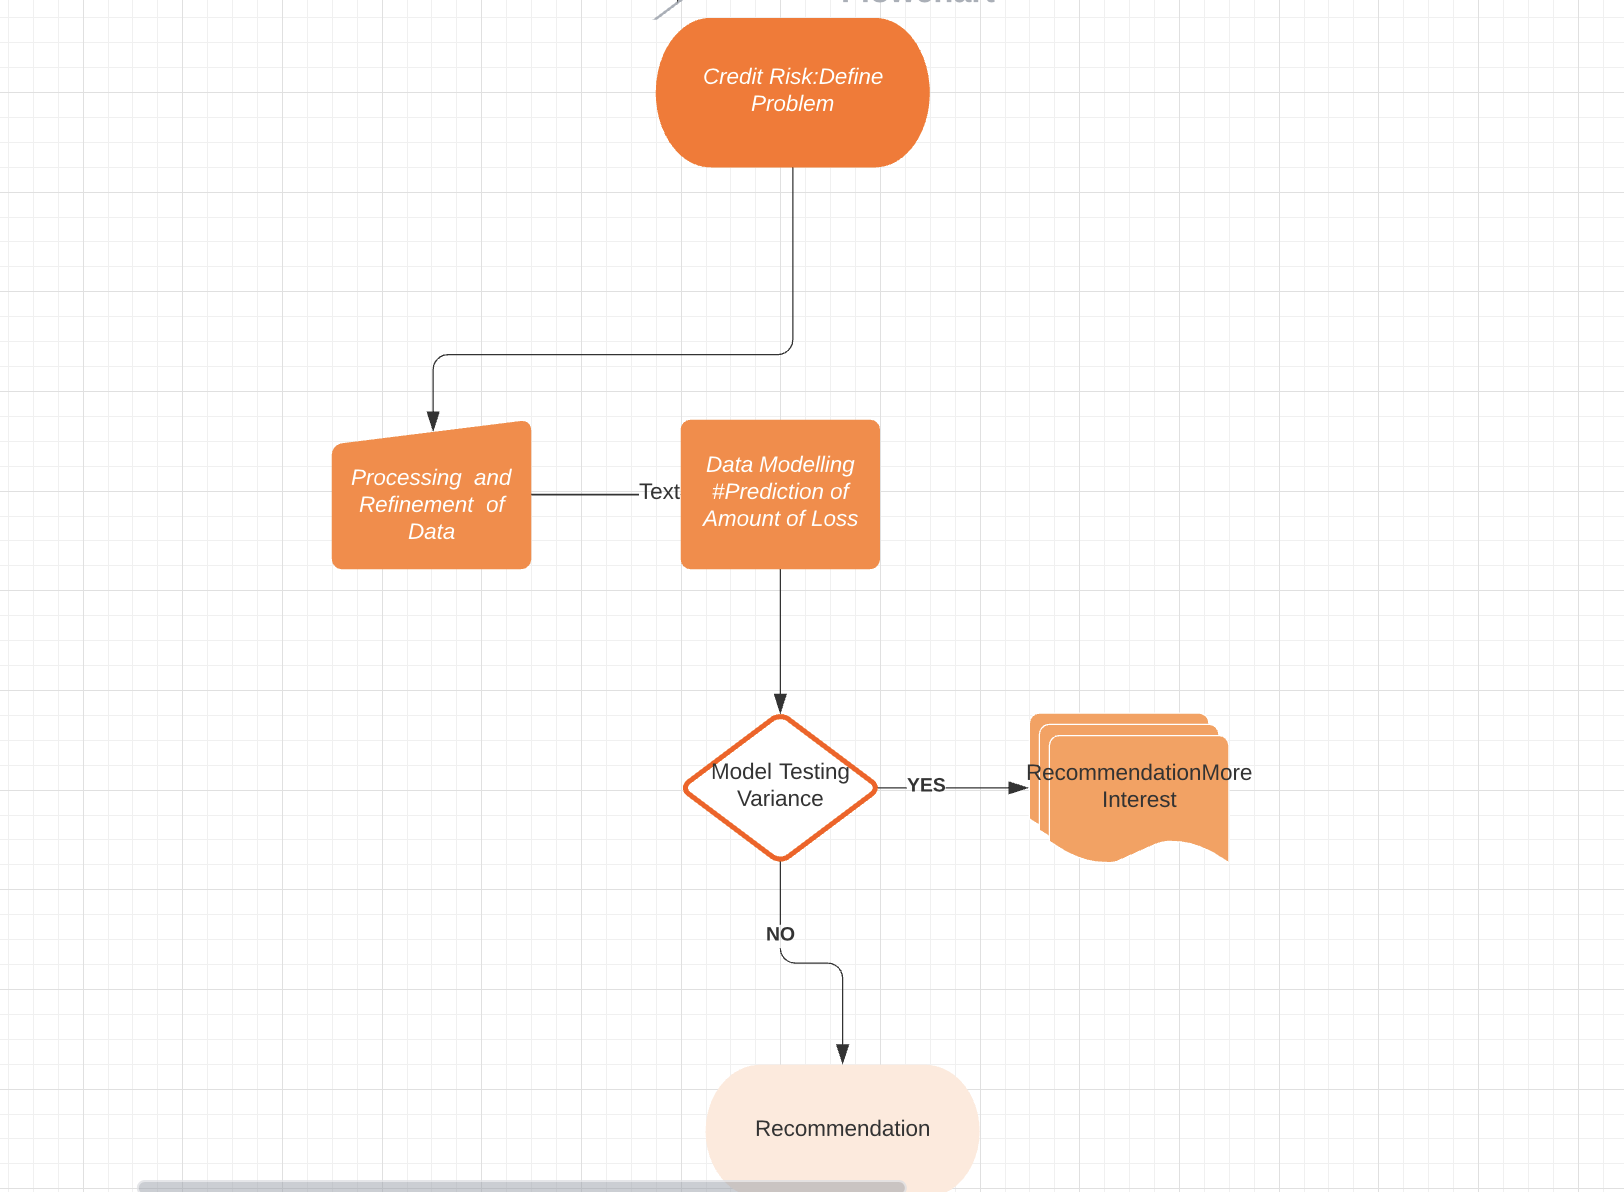 Credit Risk:Define
Problem
Processing and
Refinement of
Data
Text
Data Modelling
#Prediction of
Amount of Loss
Model Testing
Variance
YES
RecommendationMore
Interest
NO
Recommendation